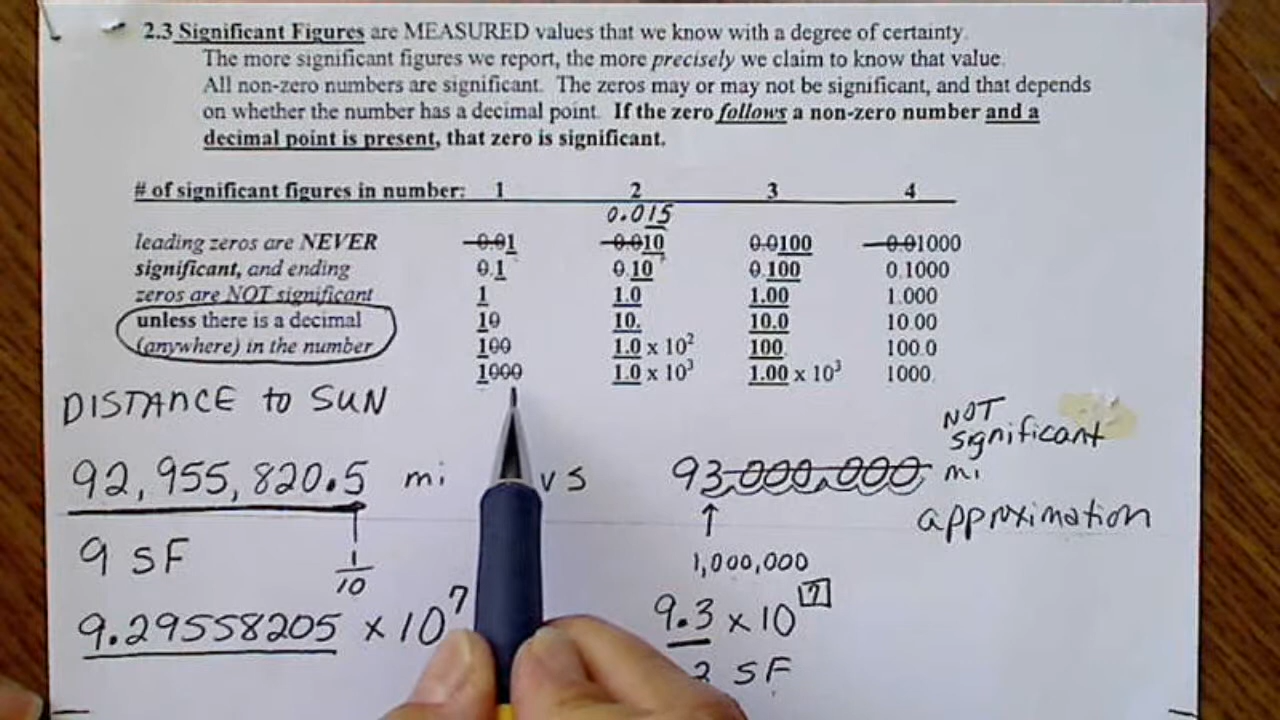 2.3 Significant Figures are MEASURED values that we know with a degree of certainty.
The more significant figures we report, the more precisely we claim to know that value.
All non-zero numbers are significant. The zeros may or may not be significant, and that depends
on whether the number has a decimal point. If the zero follows a non-zero number and a
decimal point is present, that zero is significant.
# of significant figures in number: 1 2 3 4
0.015
leading zeros are NEVER 0.01 0.010 0.0100 0.01000
significant, and ending 0.1 0.10 0.100 0.1000
zeros are NOT significant 1 1.0 1.00 1.000
unless there is a decimal 10 10. 10.0 10.00
(anywhere) in the number 100 1.0 x 10² 100. 100.0
1000 1.0 x 10³ 1.00 x 10³ 1000.
DISTANCE to SUN
NOT
significant
92,955,820.5 mi vs 93,000,000 mi
approximation
9 SF 1/10 1,000,000
9.29558205 x 10⁷ 9.3 x 10⁷
2 SF